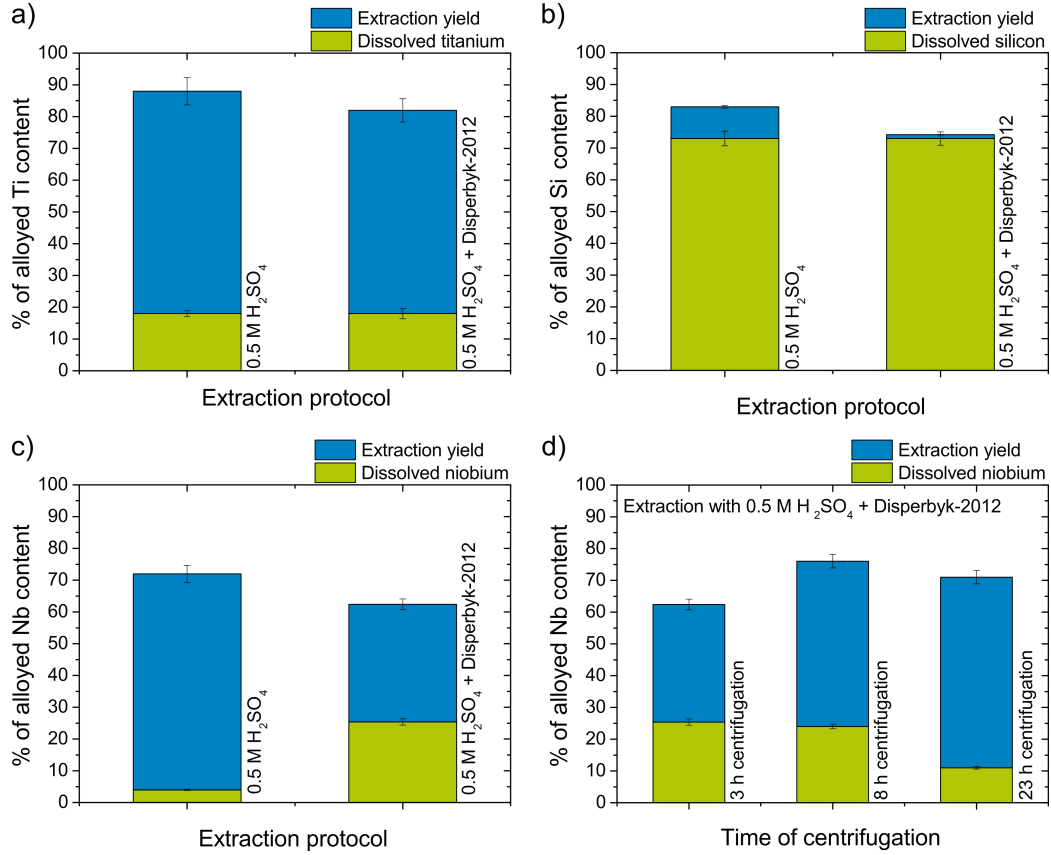 a)
Extraction yield
Dissolved titanium
% of alloyed Ti content
100
90
80
70
60
50
40
30
20
10
0
0.5 M H₂SO₄
0.5 M H₂SO₄ + Disperbyk-2012
Extraction protocol
b)
Extraction yield
Dissolved silicon
% of alloyed Si content
100
90
80
70
60
50
40
30
20
10
0
0.5 M H₂SO₄
0.5 M H₂SO₄ + Disperbyk-2012
Extraction protocol
c)
Extraction yield
Dissolved niobium
% of alloyed Nb content
100
90
80
70
60
50
40
30
20
10
0
0.5 M H₂SO₄
0.5 M H₂SO₄ + Disperbyk-2012
Extraction protocol
d)
Extraction yield
Dissolved niobium
% of alloyed Nb content
100
90
80
70
60
50
40
30
20
10
0
Extraction with 0.5 M H₂SO₄ + Disperbyk-2012
3 h centrifugation
8 h centrifugation
23 h centrifugation
Time of centrifugation